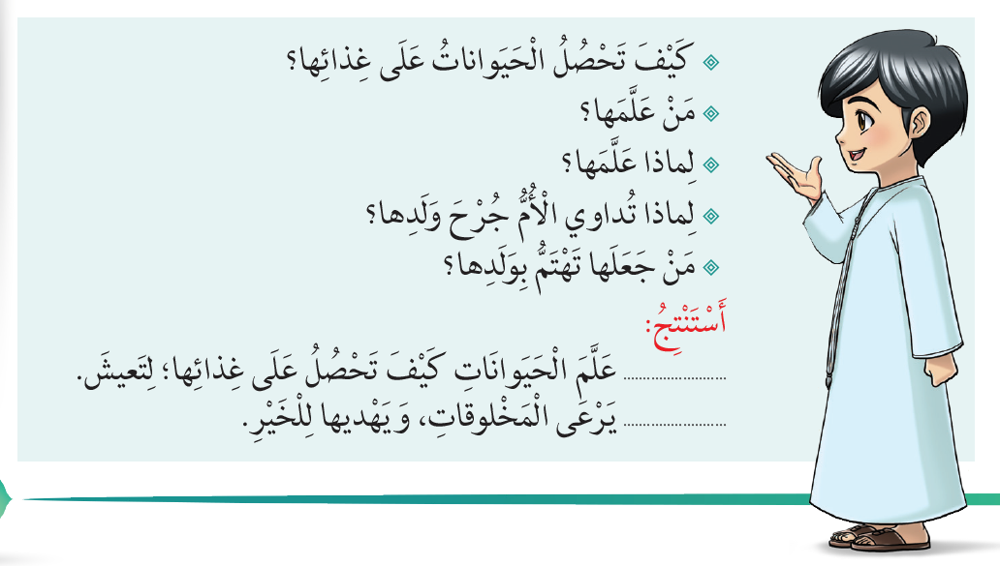 كَيْفَ تَحْصُلُ الْحَيَواناتُ عَلَى غِذائِها؟
مَنْ عَلَّمَها؟
لِماذا عَلَّمَها؟
لِماذا تُداوي الْأُمُّ جُرْحَ وَلَدِها؟
مَنْ جَعَلَها تَهْتَمُّ بِوَلَدِها؟
أَسْتَنْتِجُ:
.......................... عَلَّمَ الْحَيَوانَاتِ كَيْفَ تَحْصُلُ عَلَى غِذائِها؛ لِتَعيشَ.
.......................... يَرْعَى الْمَخْلوقاتِ، وَيَهْديها لِلْخَيْرِ.